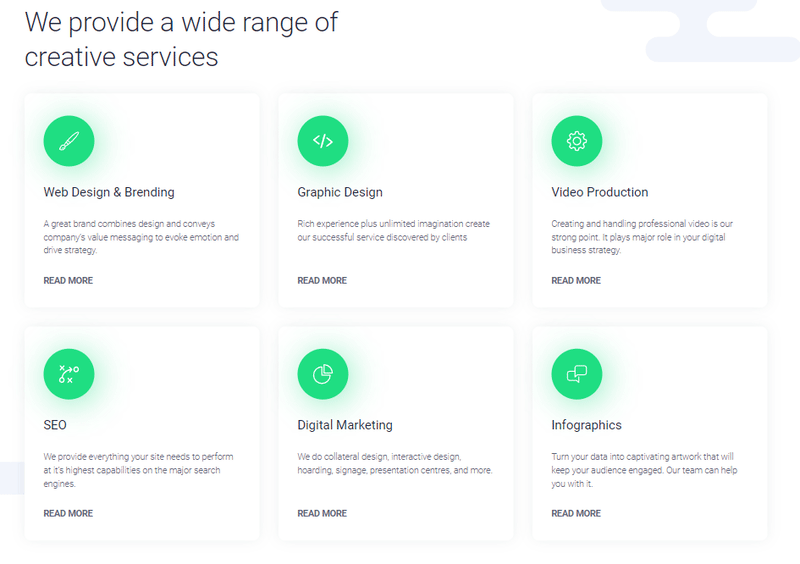 We provide a wide range of
creative services
Web Design & Brending
A great brand combines design and conveys
company's value messaging to evoke emotion and
drive strategy.
READ MORE
Graphic Design
Rich experience plus unlimited imagination create
our successful service discovered by clients
READ MORE
Video Production
Creating and handling professional video is our
strong point. It plays major role in your digital
business strategy.
READ MORE
SEO
We provide everything your site needs to perform
at it's highest capabilities on the major search
engines.
READ MORE
Digital Marketing
We do collateral design, interactive design,
hoarding, signage, presentation centres, and more.
READ MORE
Infographics
Turn your data into captivating artwork that will
keep your audience engaged. Our team can help
you with it.
READ MORE